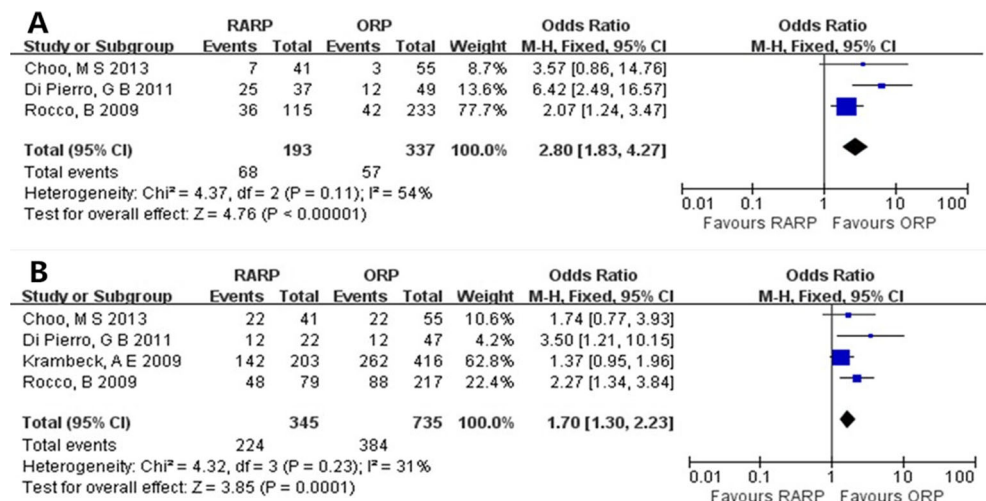 A
RARP ORP Odds Ratio Odds Ratio
Study or Subgroup Events Total Events Total Weight M-H, Fixed, 95% CI M-H, Fixed, 95% CI
Choo, M S 2013 7 41 3 55 8.7% 3.57 [0.86, 14.76]
Di Pierro, G B 2011 25 37 12 49 13.6% 6.42 [2.49, 16.57]
Rocco, B 2009 36 115 42 233 77.7% 2.07 [1.24, 3.47]
Total (95% CI) 193 337 100.0% 2.80 [1.83, 4.27]
Total events 68 57
Heterogeneity: Chi² = 4.37, df = 2 (P = 0.11); I² = 54%
Test for overall effect: Z = 4.76 (P < 0.00001)
0.01 0.1 1 10 100
Favours RARP Favours ORP
B
RARP ORP Odds Ratio Odds Ratio
Study or Subgroup Events Total Events Total Weight M-H, Fixed, 95% CI M-H, Fixed, 95% CI
Choo, M S 2013 22 41 22 55 10.6% 1.74 [0.77, 3.93]
Di Pierro, G B 2011 12 22 12 47 4.2% 3.50 [1.21, 10.15]
Krambeck, A E 2009 142 203 262 416 62.8% 1.37 [0.95, 1.96]
Rocco, B 2009 48 79 88 217 22.4% 2.27 [1.34, 3.84]
Total (95% CI) 345 735 100.0% 1.70 [1.30, 2.23]
Total events 224 384
Heterogeneity: Chi² = 4.32, df = 3 (P = 0.23); I² = 31%
Test for overall effect: Z = 3.85 (P = 0.0001)
0.01 0.1 1 10 100
Favours RARP Favours ORP